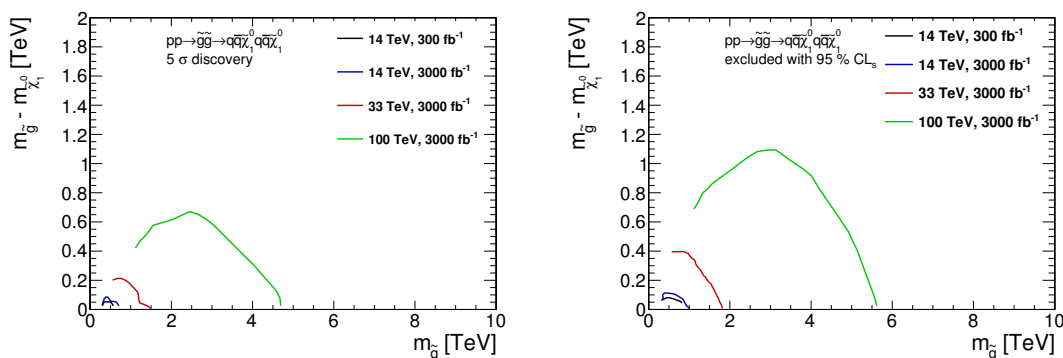 m_g̃ - m_χ̃₁⁰ [TeV]
2
1.8
1.6
1.4
1.2
1
0.8
0.6
0.4
0.2
0
pp→g̃g̃→qq̄χ̃₁⁰qq̄χ̃₁⁰
5 σ discovery
14 TeV, 300 fb⁻¹
14 TeV, 3000 fb⁻¹
33 TeV, 3000 fb⁻¹
100 TeV, 3000 fb⁻¹
0 2 4 6 8 10
m_g̃ [TeV]
m_g̃ - m_χ̃₁⁰ [TeV]
2
1.8
1.6
1.4
1.2
1
0.8
0.6
0.4
0.2
0
pp→g̃g̃→qq̄χ̃₁⁰qq̄χ̃₁⁰
excluded with 95 % CLₛ
14 TeV, 300 fb⁻¹
14 TeV, 3000 fb⁻¹
33 TeV, 3000 fb⁻¹
100 TeV, 3000 fb⁻¹
0 2 4 6 8 10
m_g̃ [TeV]